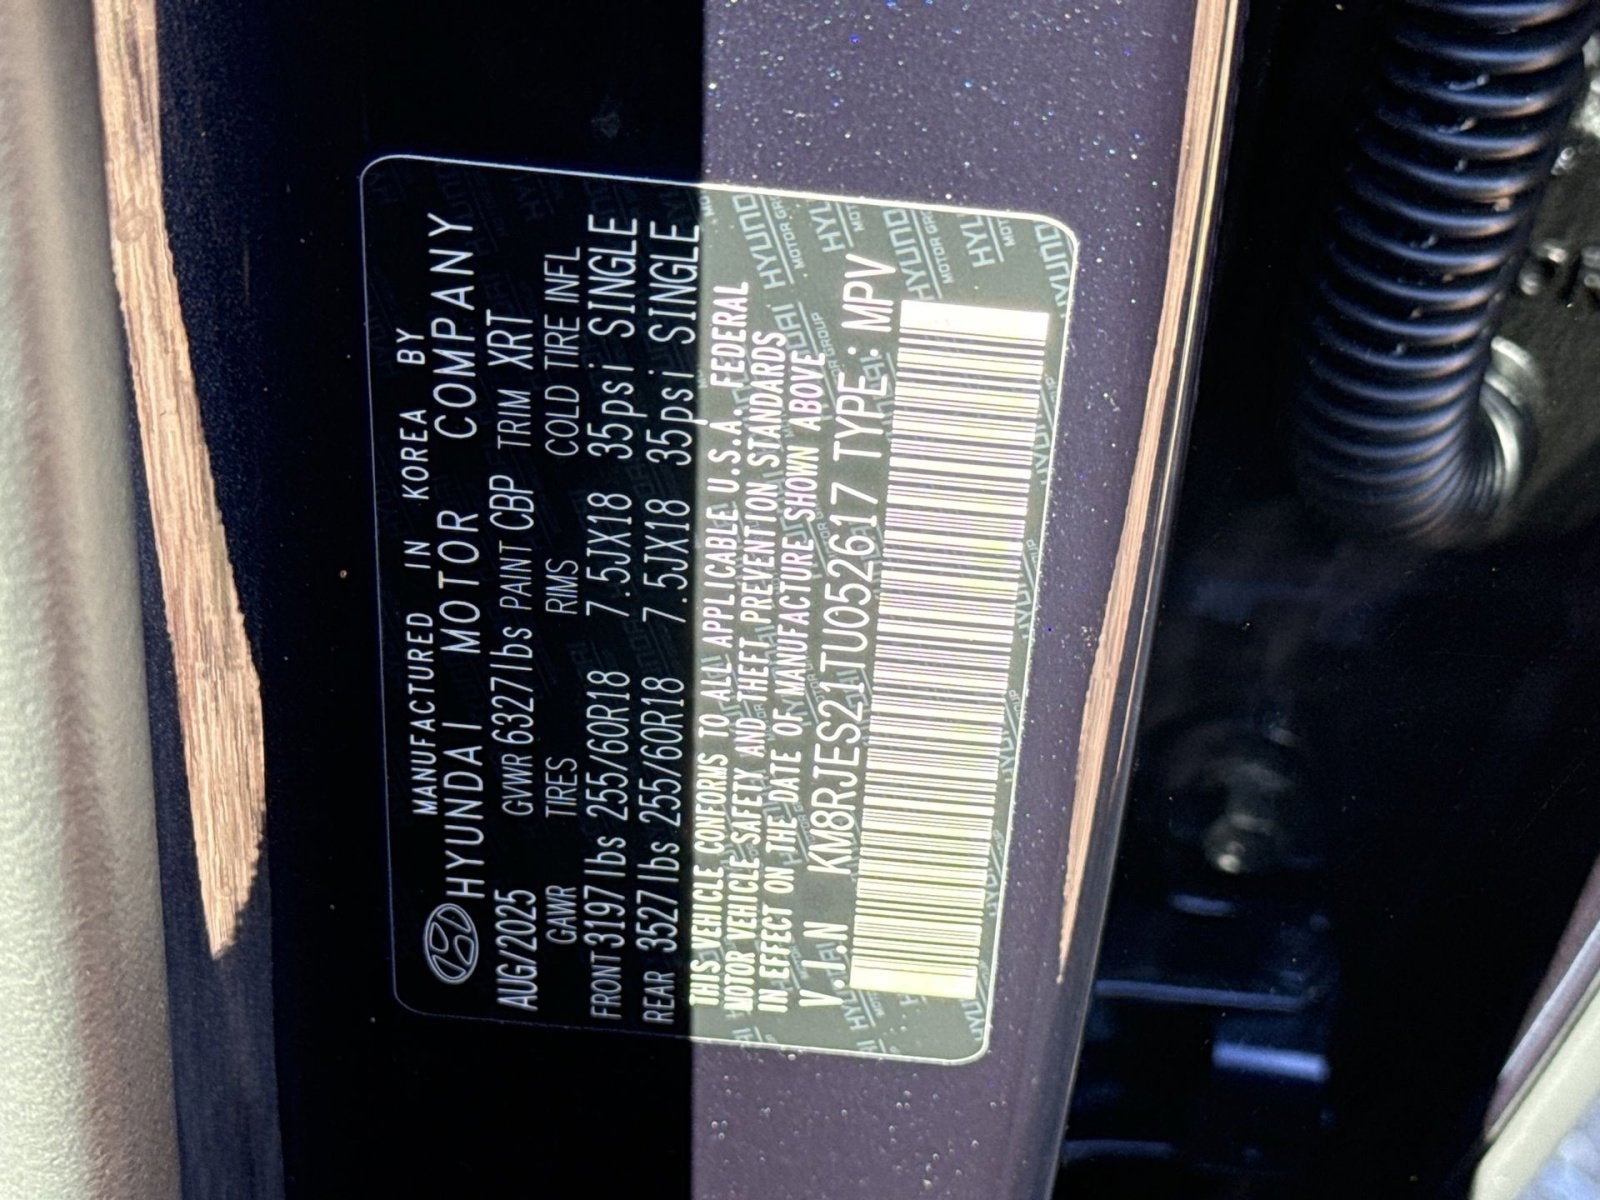 MANUFACTURED IN KOREA BY
HYUNDAI MOTOR COMPANY
AUG/2025 GVWR 6327lbs PAINT CBP TRIM XRT
GAWR TIRES RIMS COLD TIRE INFL
FRONT 3197lbs 255/60R18 7.5JX18 35psi SINGLE
REAR 3527lbs 255/60R18 7.5JX18 35psi SINGLE
THIS VEHICLE CONFORMS TO ALL APPLICABLE U.S.A. FEDERAL
MOTOR VEHICLE SAFETY AND THEFT PREVENTION STANDARDS
IN EFFECT ON THE DATE OF MANUFACTURE SHOWN ABOVE
V.I.N KM8RJES21TU052617 TYPE: MPV